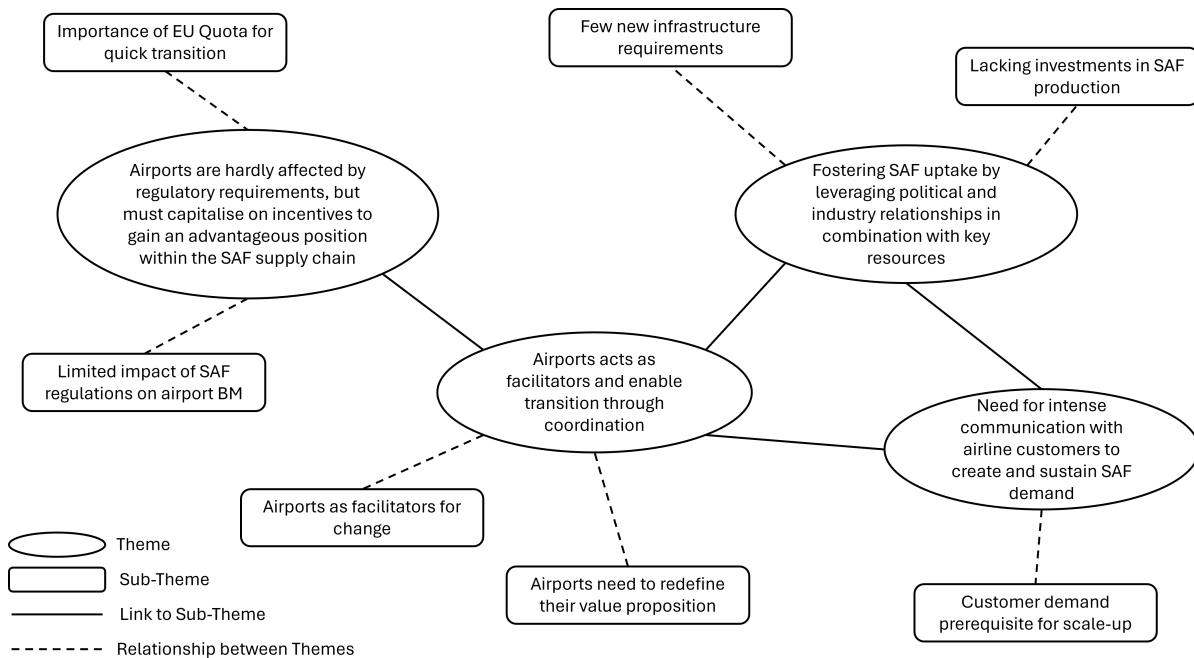 Importance of EU Quota for
quick transition
Few new infrastructure
requirements
Lacking investments in SAF
production
Airports are hardly affected by
regulatory requirements, but
must capitalise on incentives to
gain an advantageous position
within the SAF supply chain
Fostering SAF uptake by
leveraging political and
industry relationships in
combination with key
resources
Limited impact of SAF
regulations on airport BM
Airports acts as
facilitators and enable
transition through
coordination
Need for intense
communication with
airline customers to
create and sustain SAF
demand
Airports as facilitators for
change
Airports need to redefine
their value proposition
Customer demand
prerequisite for scale-up
Theme
Sub-Theme
Link to Sub-Theme
Relationship between Themes